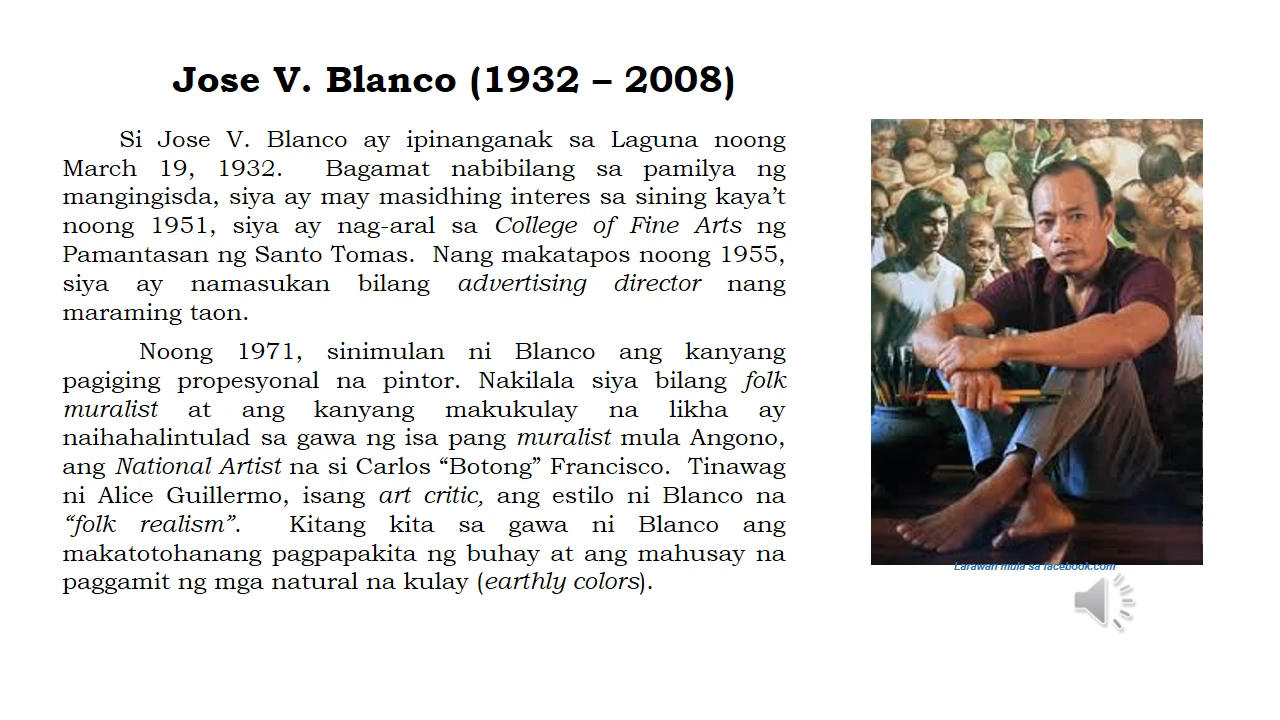 Jose V. Blanco (1932 – 2008)
Si Jose V. Blanco ay ipinanganak sa Laguna noong
March 19, 1932. Bagamat nabibilang sa pamilya ng
mangingisda, siya ay may masidhing interes sa sining kaya’t
noong 1951, siya ay nag-aral sa College of Fine Arts ng
Pamantasan ng Santo Tomas. Nang makatapos noong 1955,
siya ay namasukan bilang advertising director nang
maraming taon.
Noong 1971, sinimulan ni Blanco ang kanyang
pagiging propesyonal na pintor. Nakilala siya bilang folk
muralist at ang kanyang makukulay na likha ay
naihahalintulad sa gawa ng isa pang muralist mula Angono,
ang National Artist na si Carlos “Botong” Francisco. Tinawag
ni Alice Guillermo, isang art critic, ang estilo ni Blanco na
“folk realism”. Kitang kita sa gawa ni Blanco ang
makatotohanang pagpapakita ng buhay at ang mahusay na
paggamit ng mga natural na kulay (earthly colors).
Larawan mula sa facebook.com